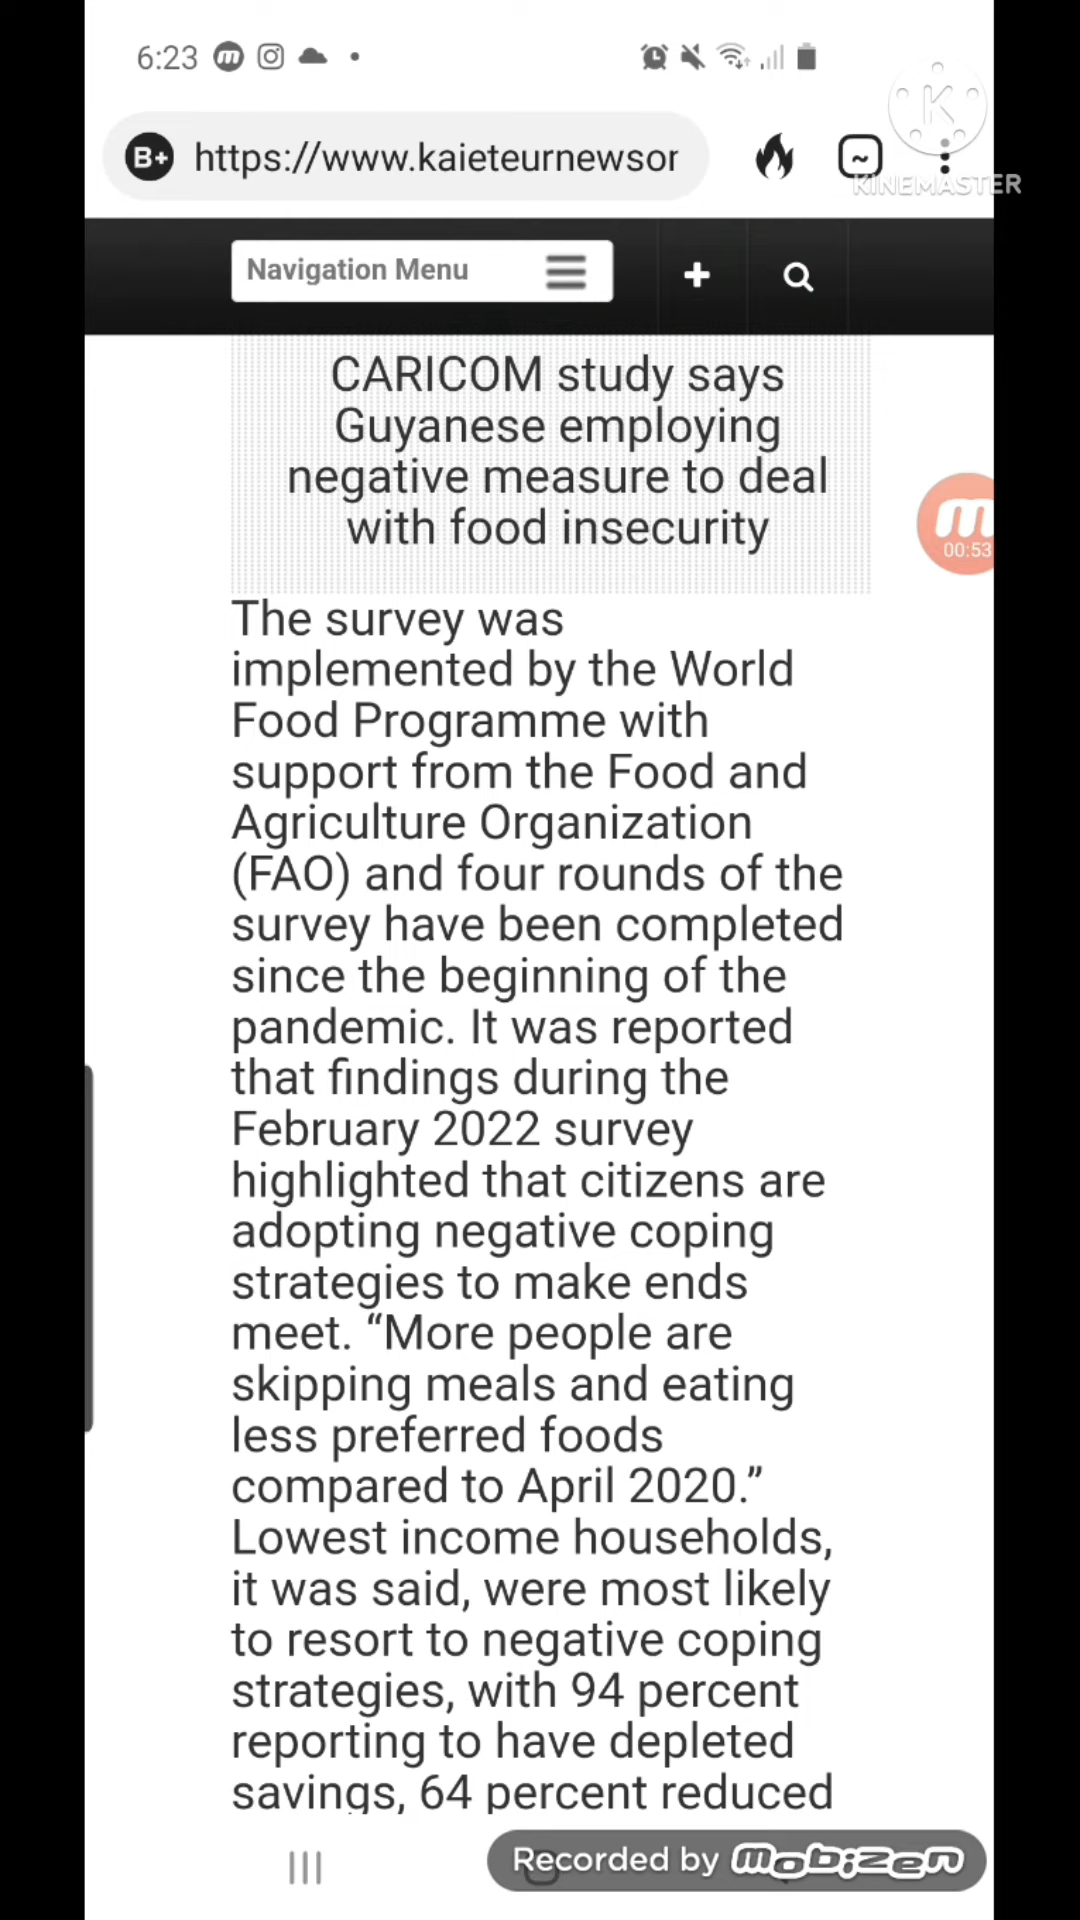 6:23
B+ https://www.kaieteurnewsor
KINEMASTER
Navigation Menu
CARICOM study says
Guyanese employing
negative measure to deal
with food insecurity
00:53
The survey was
implemented by the World
Food Programme with
support from the Food and
Agriculture Organization
(FAO) and four rounds of the
survey have been completed
since the beginning of the
pandemic. It was reported
that findings during the
February 2022 survey
highlighted that citizens are
adopting negative coping
strategies to make ends
meet. “More people are
skipping meals and eating
less preferred foods
compared to April 2020.”
Lowest income households,
it was said, were most likely
to resort to negative coping
strategies, with 94 percent
reporting to have depleted
savings, 64 percent reduced
Recorded by mobizen